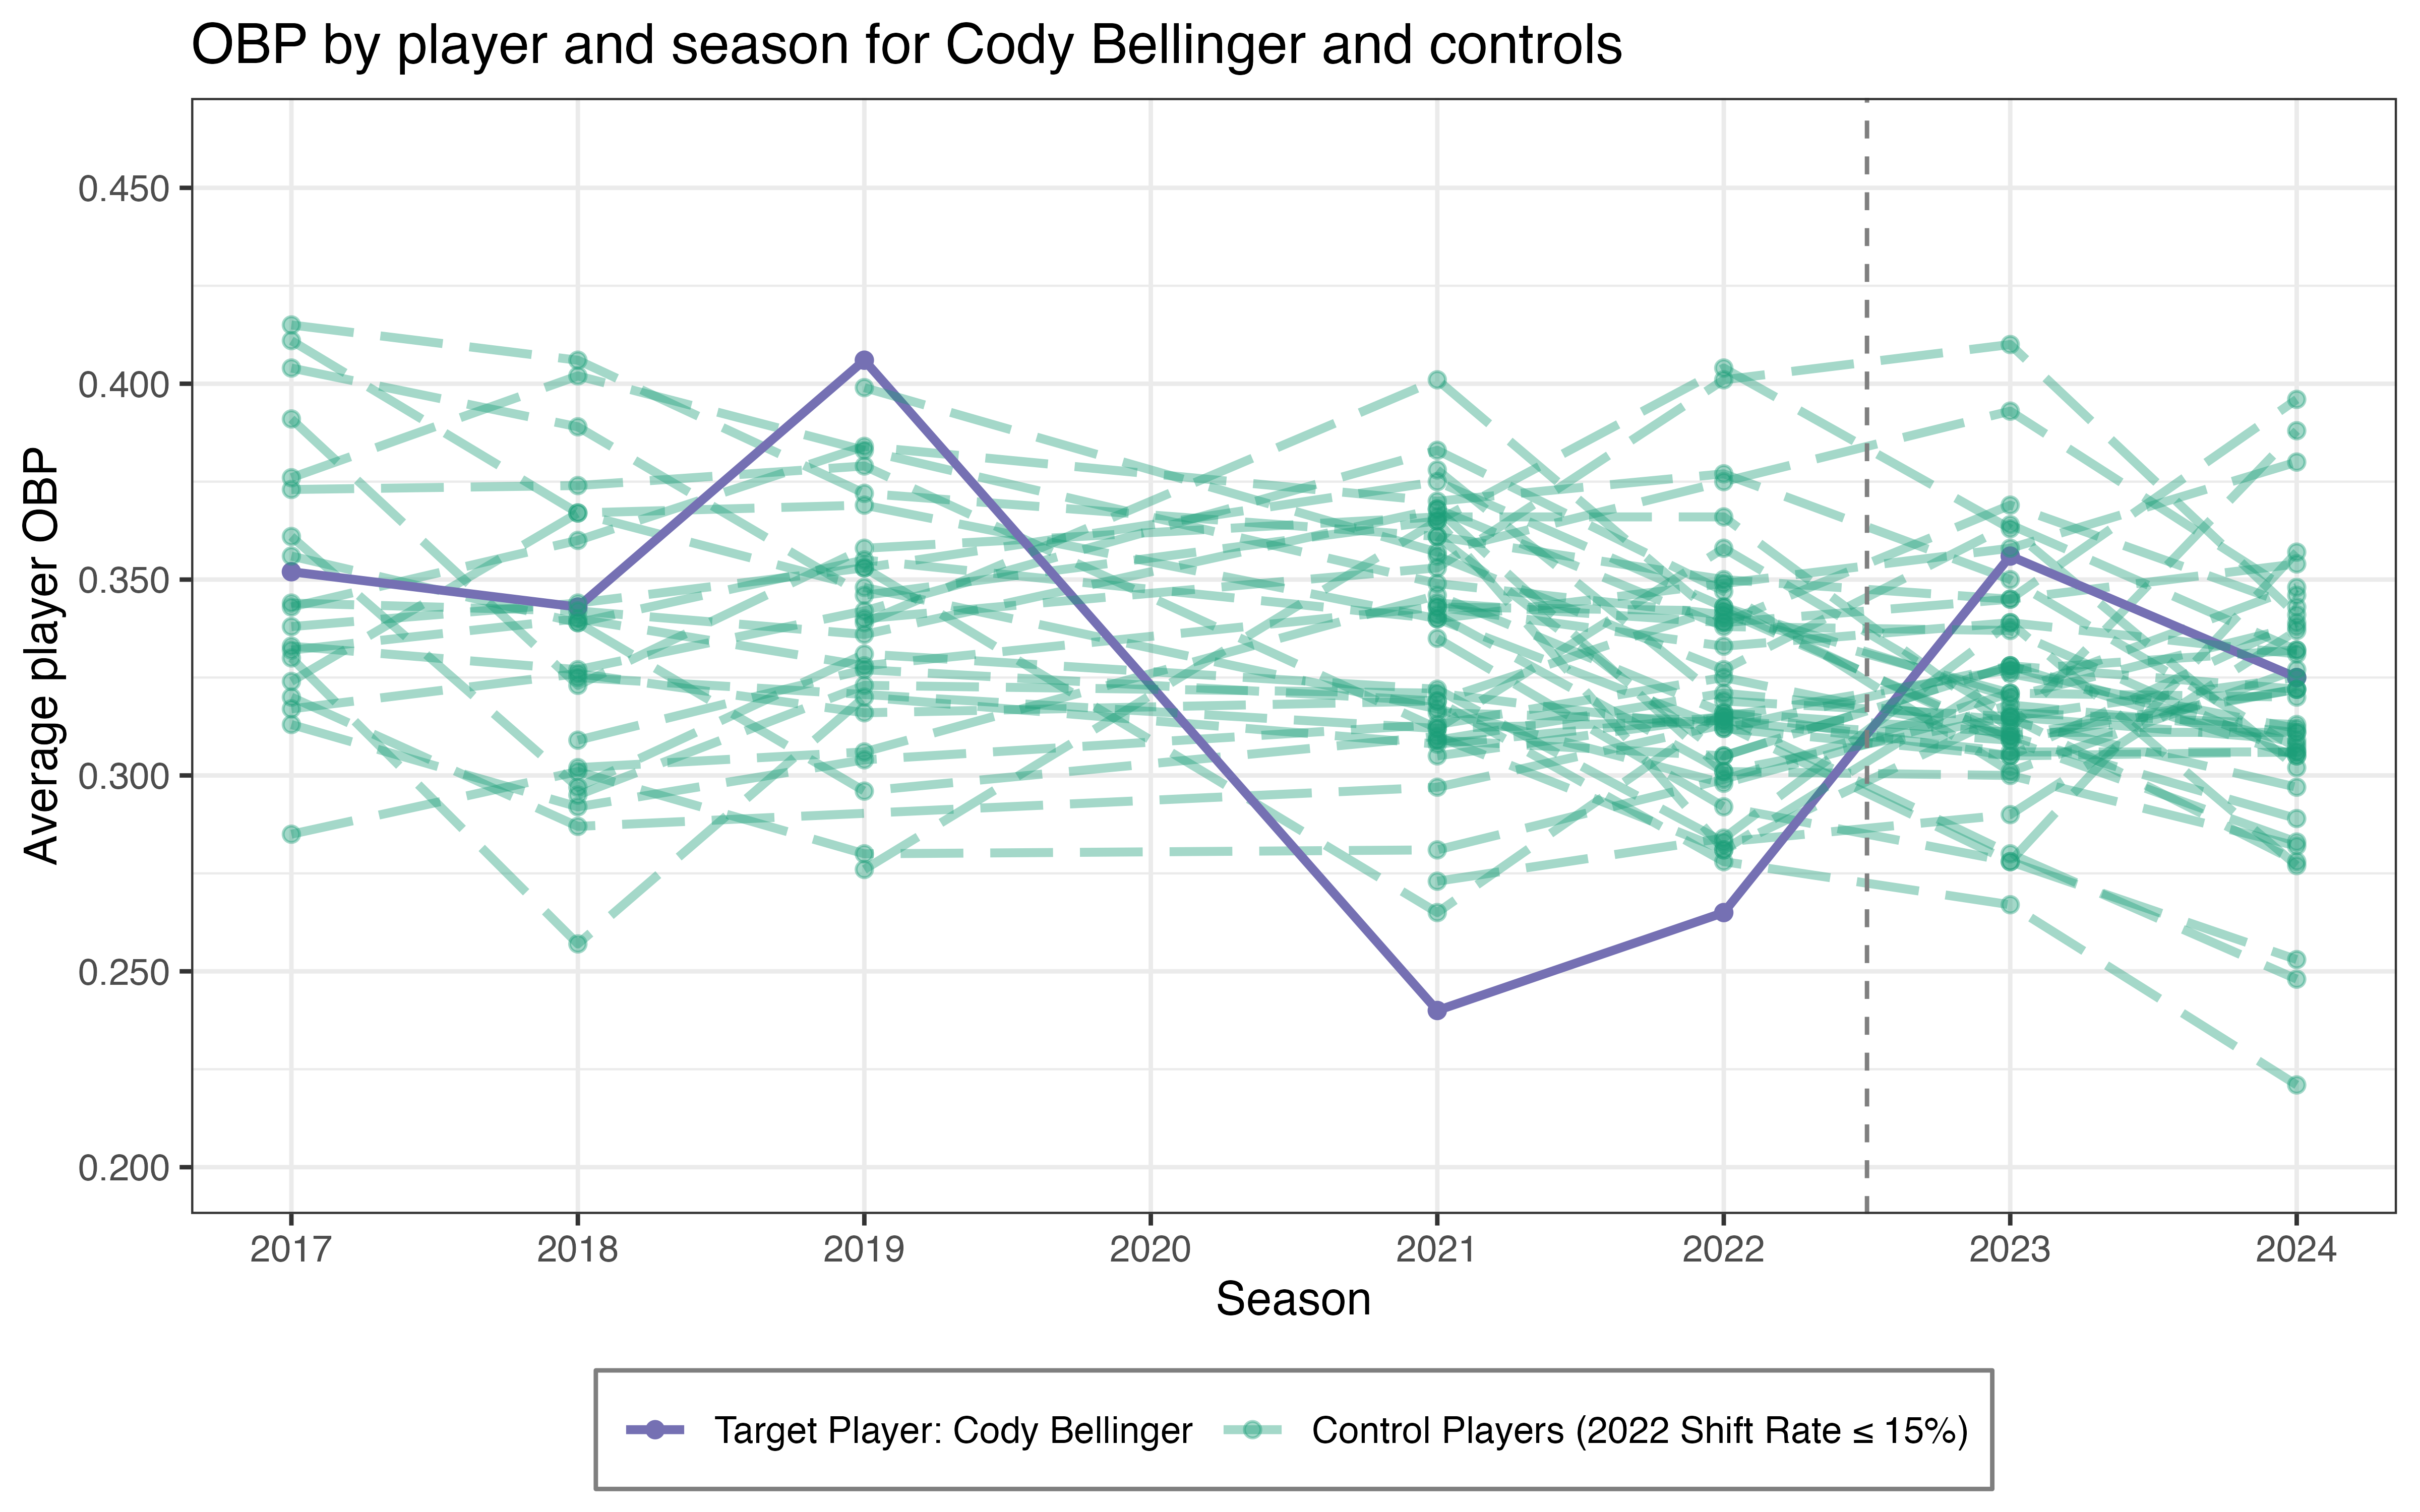 OBP by player and season for Cody Bellinger and controls
Average player OBP
0.450
0.400
0.350
0.300
0.250
0.200
2017 2018 2019 2020 2021 2022 2023 2024
Season
Target Player: Cody Bellinger Control Players (2022 Shift Rate ≤ 15%)